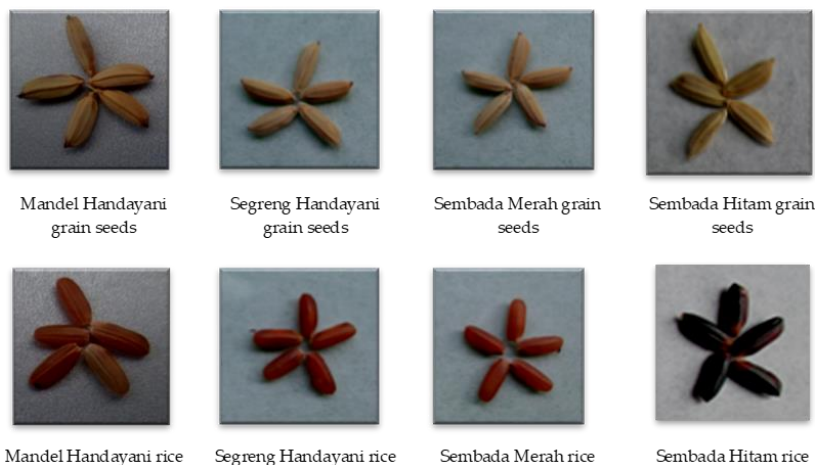 Mandel Handayani
grain seeds
Segreng Handayani
grain seeds
Sembada Merah grain
seeds
Sembada Hitam grain
seeds
Mandel Handayani rice
Segreng Handayani rice
Sembada Merah rice
Sembada Hitam rice